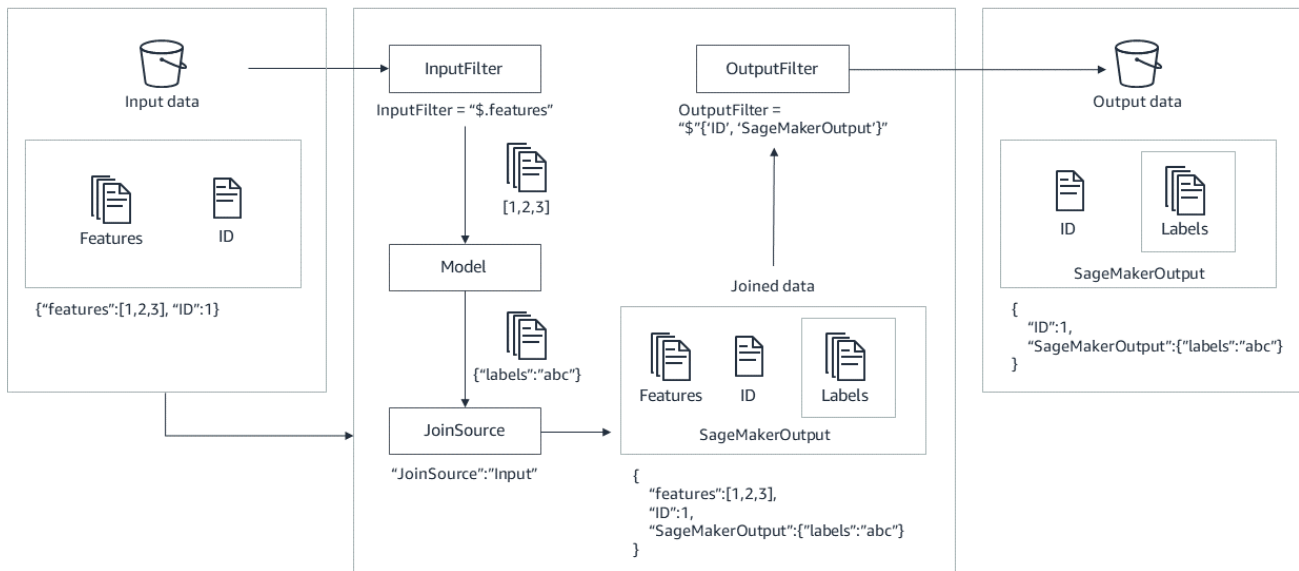 Input data
Features
ID
{“features”:[1,2,3], “ID”:1}
InputFilter
InputFilter = “$.features”
[1,2,3]
Model
{“labels”:”abc”}
JoinSource
“JoinSource”:”Input”
OutputFilter
OutputFilter =
“$”{‘ID’, ‘SageMakerOutput’}”
Joined data
Features
ID
Labels
SageMakerOutput
{
“features”:[1,2,3],
“ID”:1,
“SageMakerOutput”:{“labels”:”abc”}
}
Output data
ID
Labels
SageMakerOutput
{
“ID”:1,
“SageMakerOutput”:{“labels”:”abc”}
}